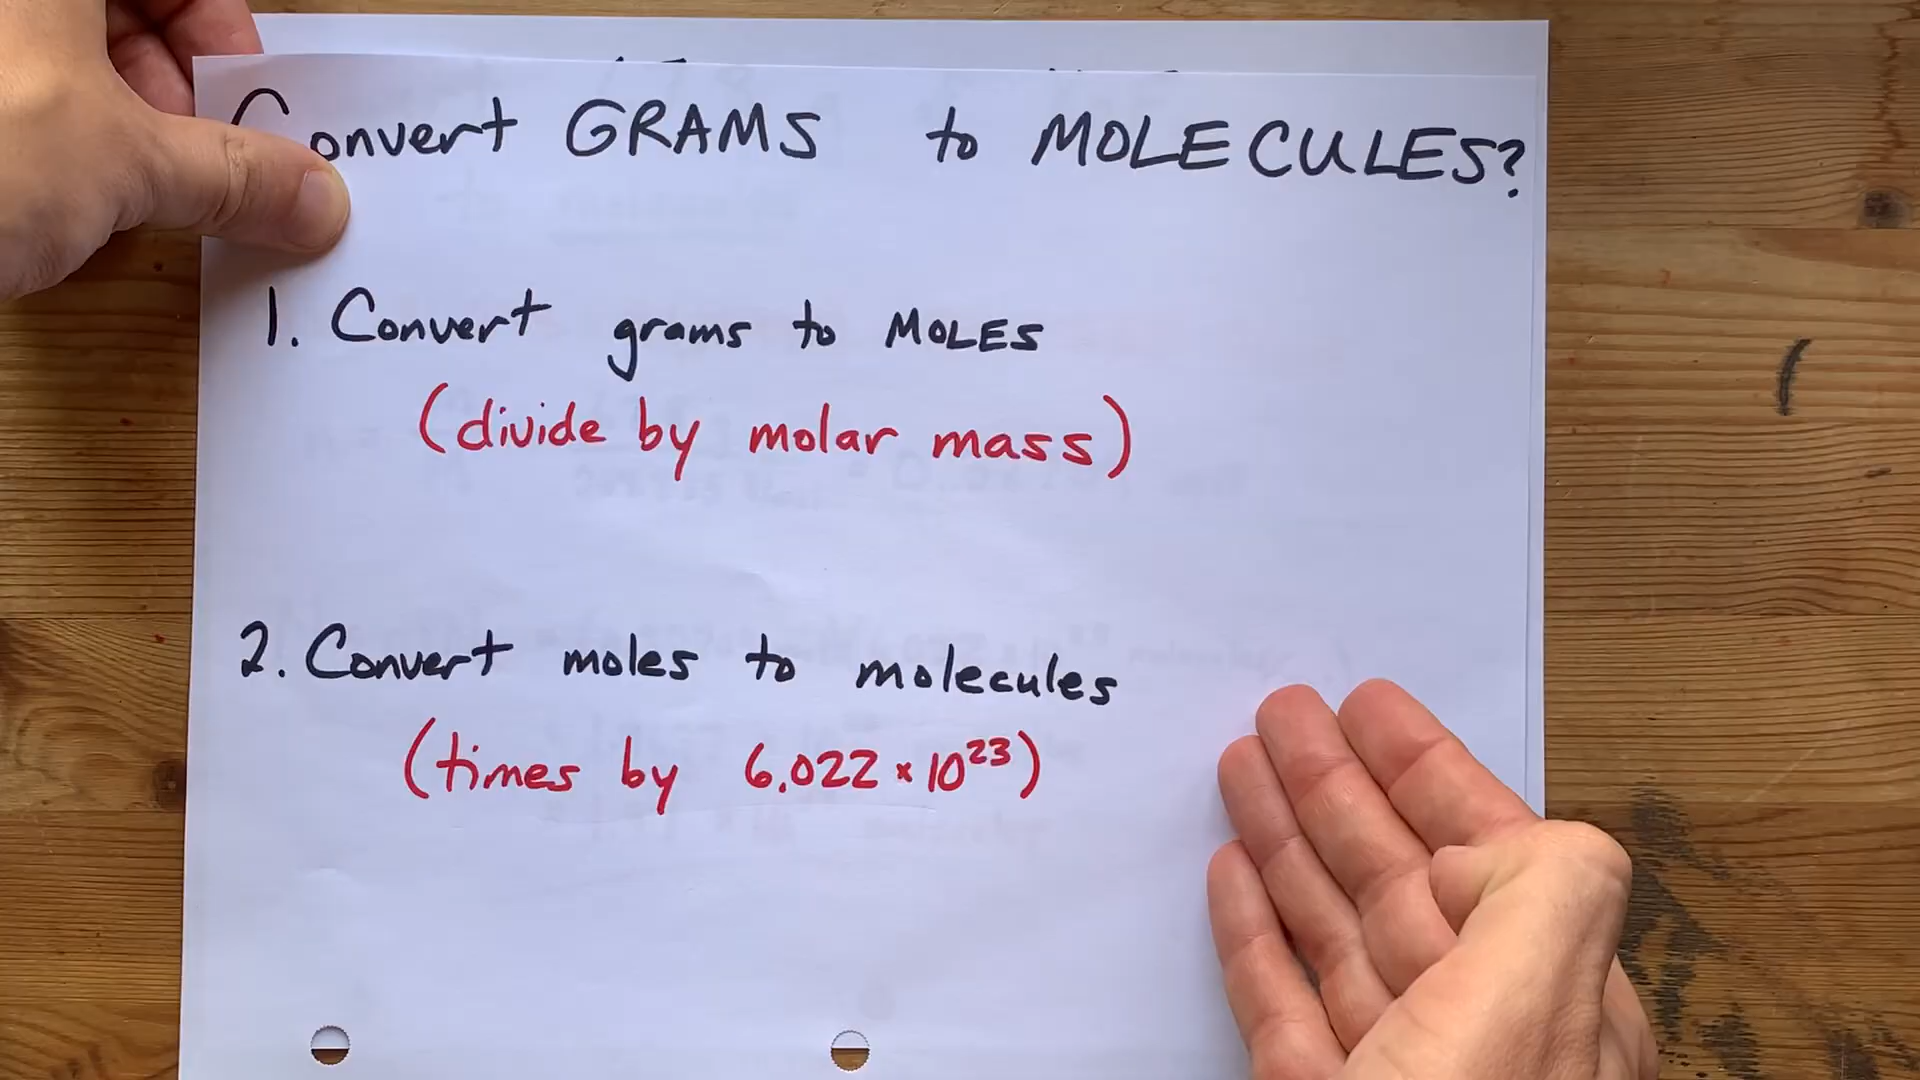 Convert GRAMS to MOLECULES?
1. Convert grams to MOLES
(divide by molar mass)
2. Convert moles to molecules
(times by 6.022 × 10²³)